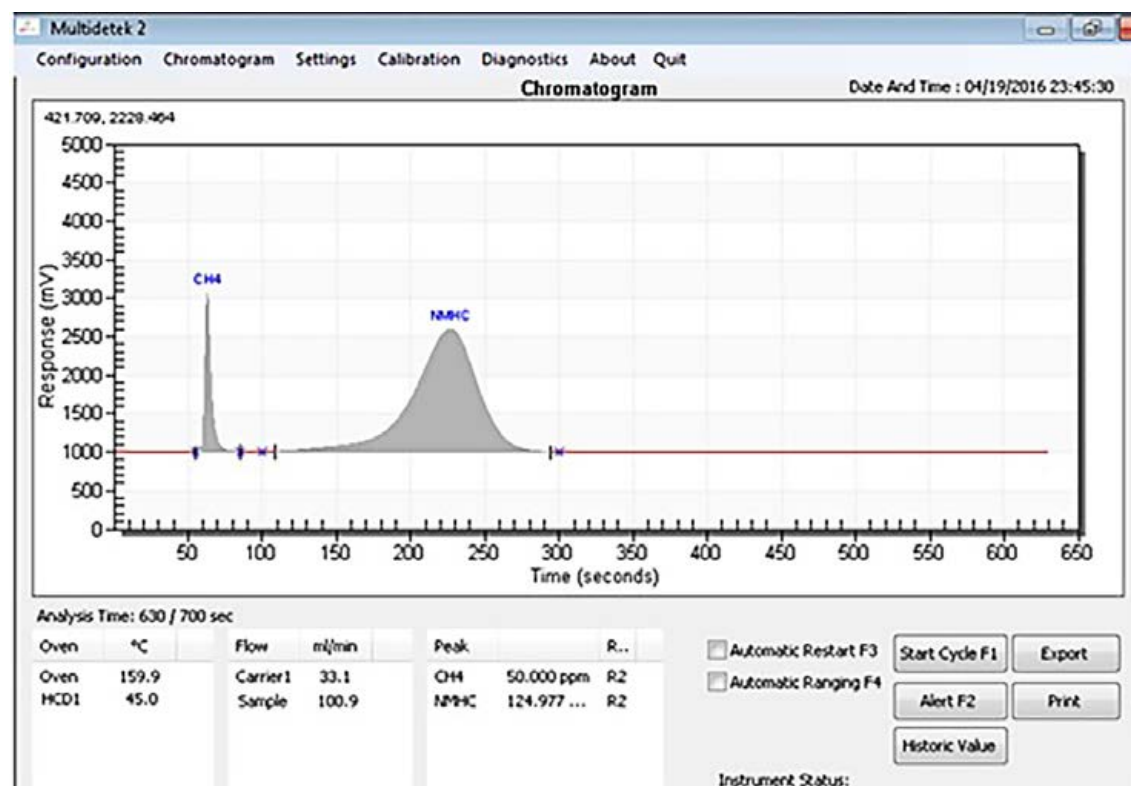 Multidetek 2
Configuration Chromatogram Settings Calibration Diagnostics About Quit
Chromatogram Date And Time : 04/19/2016 23:45:30
421.709, 2228.464
5000
4500
4000
3500
CH4
3000
NMHC
2500
2000
1500
1000
500
0
Response (mV)
50 100 150 200 250 300 350 400 450 500 550 600 650
Time (seconds)
Analysis Time: 630 / 700 sec
Oven °C Flow ml/min Peak R..
Oven 159.9 Carrier1 33.1 CH4 50.000 ppm R2
HCD1 45.0 Sample 100.9 NMHC 124.977 ... R2
Automatic Restart F3 Start Cycle F1 Export
Automatic Ranging F4 Alert F2 Print
Historic Value
Instrument Status: